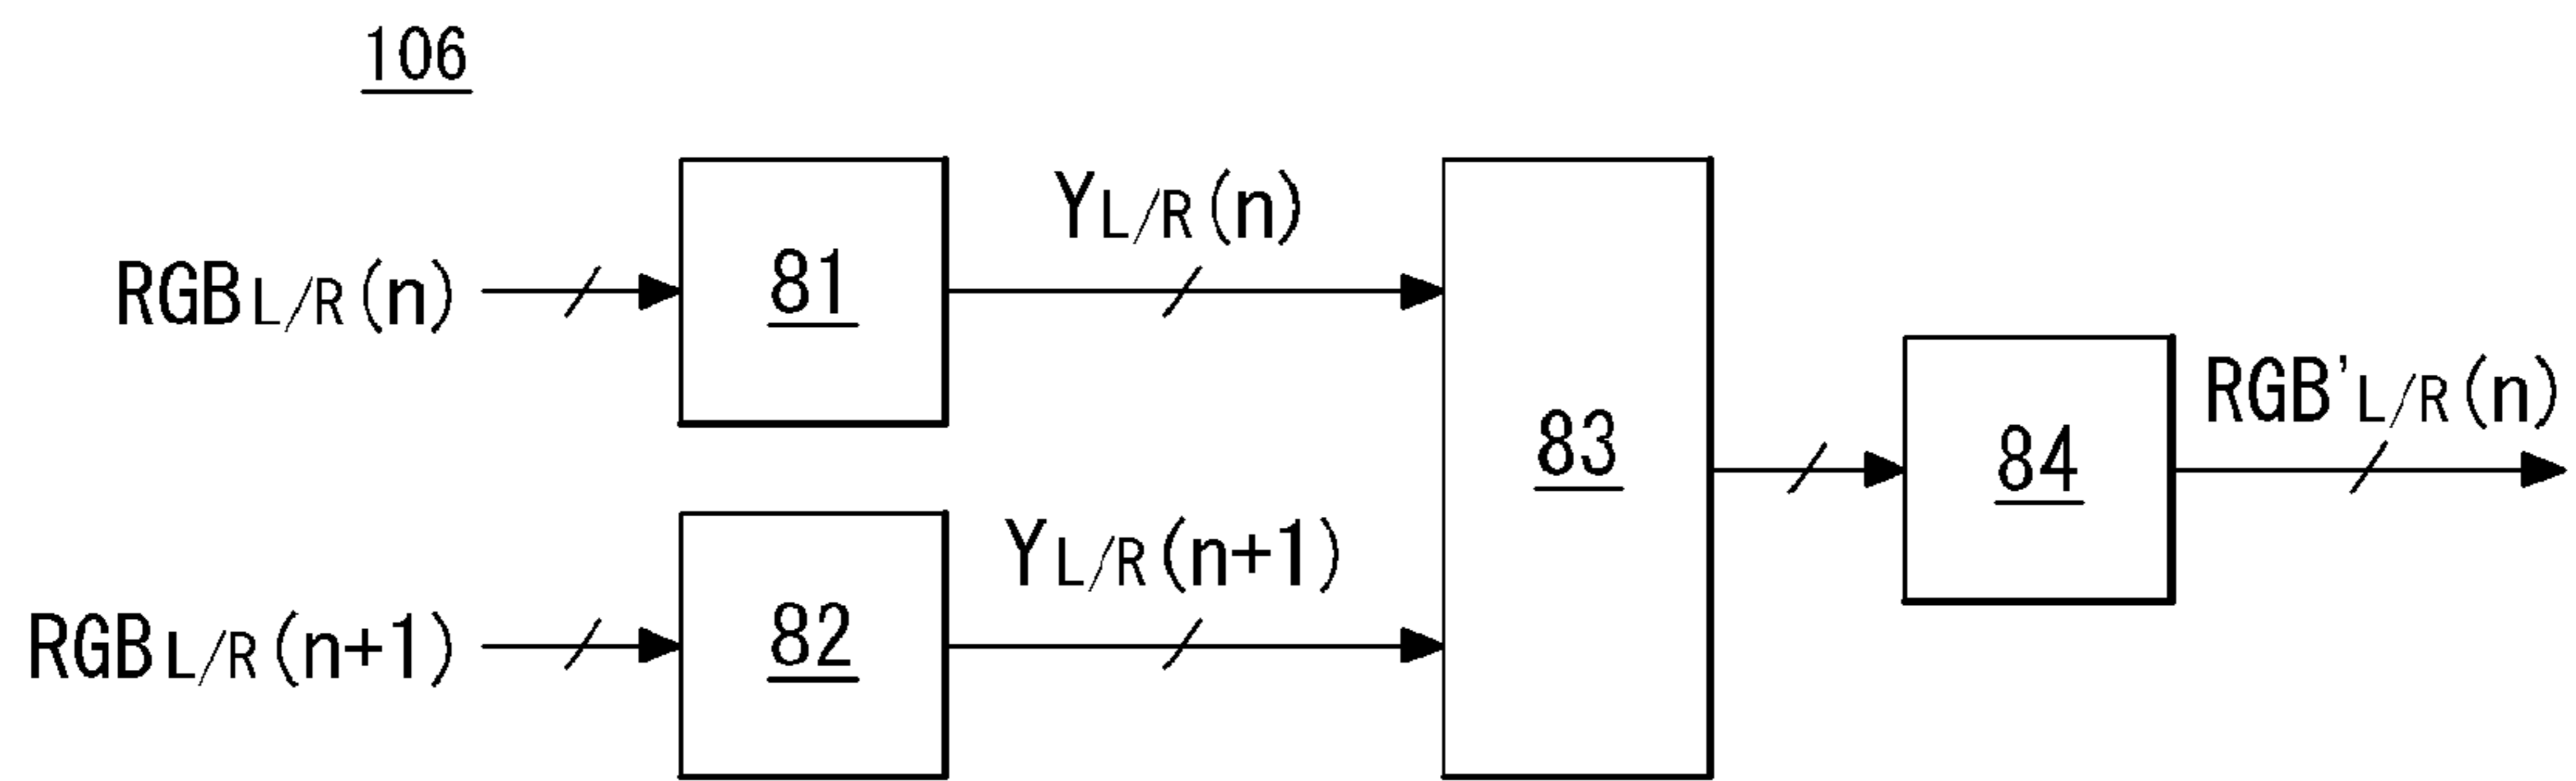 106
YL/R(n)
RGBL/R(n)
81
83
84
RGB'L/R(n)
YL/R(n+1)
RGBL/R(n+1)
82